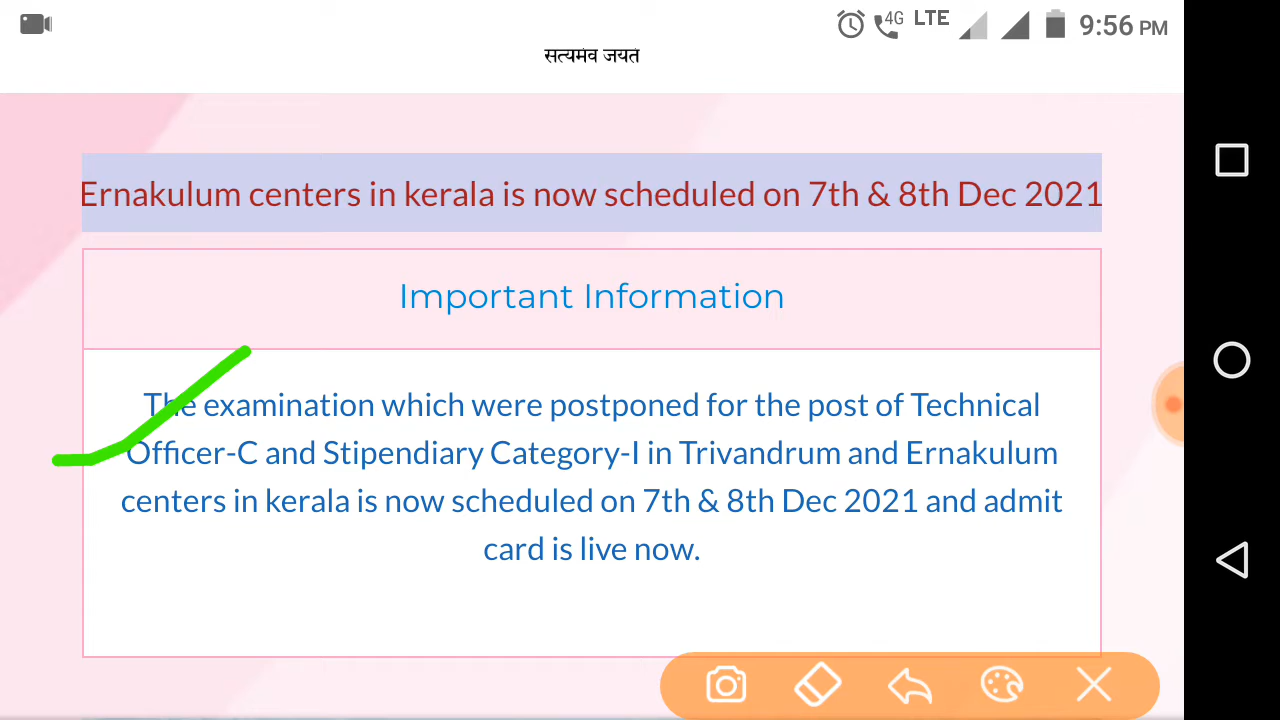 4G LTE 9:56 PM
सत्यमेव जयते
Ernakulum centers in kerala is now scheduled on 7th & 8th Dec 2021
Important Information
The examination which were postponed for the post of Technical
Officer-C and Stipendiary Category-I in Trivandrum and Ernakulum
centers in kerala is now scheduled on 7th & 8th Dec 2021 and admit
card is live now.